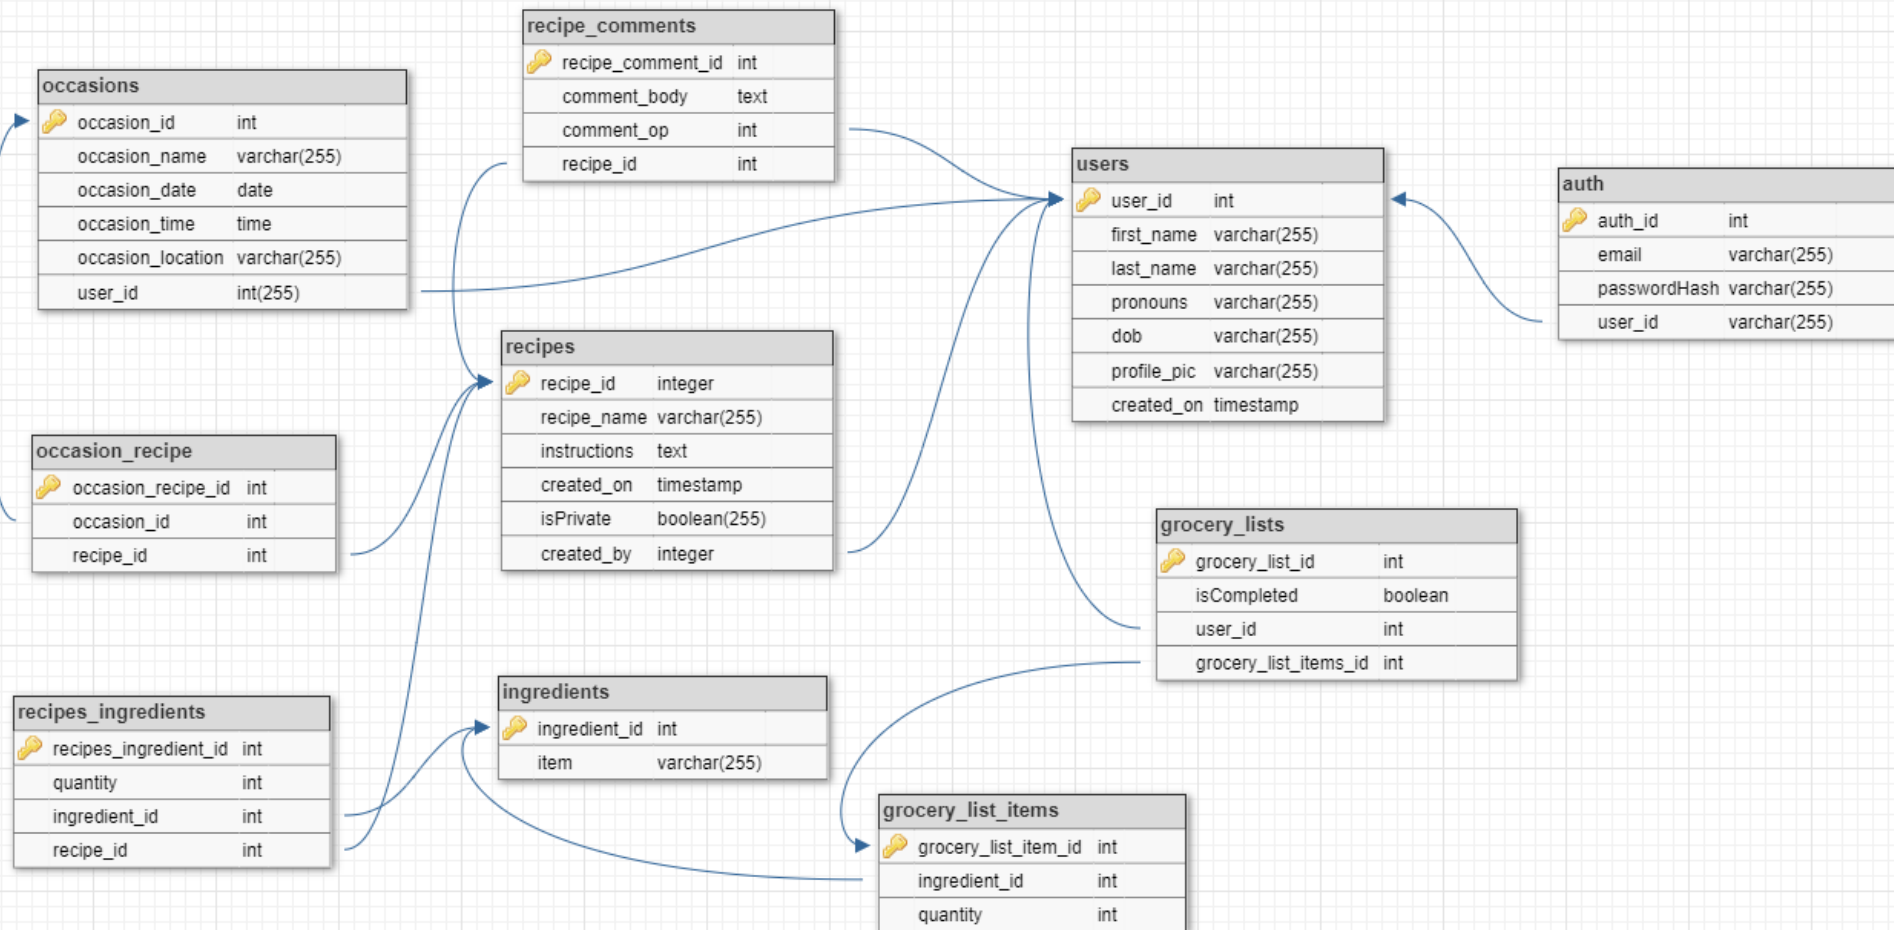 recipe_comments
recipe_comment_id int
comment_body text
comment_op int
recipe_id int
occasions
occasion_id int
occasion_name varchar(255)
occasion_date date
occasion_time time
occasion_location varchar(255)
user_id int(255)
users
user_id int
first_name varchar(255)
last_name varchar(255)
pronouns varchar(255)
dob varchar(255)
profile_pic varchar(255)
created_on timestamp
auth
auth_id int
email varchar(255)
passwordHash varchar(255)
user_id varchar(255)
recipes
recipe_id integer
recipe_name varchar(255)
instructions text
created_on timestamp
isPrivate boolean(255)
created_by integer
occasion_recipe
occasion_recipe_id int
occasion_id int
recipe_id int
grocery_lists
grocery_list_id int
isCompleted boolean
user_id int
grocery_list_items_id int
recipes_ingredients
recipes_ingredient_id int
quantity int
ingredient_id int
recipe_id int
ingredients
ingredient_id int
item varchar(255)
grocery_list_items
grocery_list_item_id int
ingredient_id int
quantity int